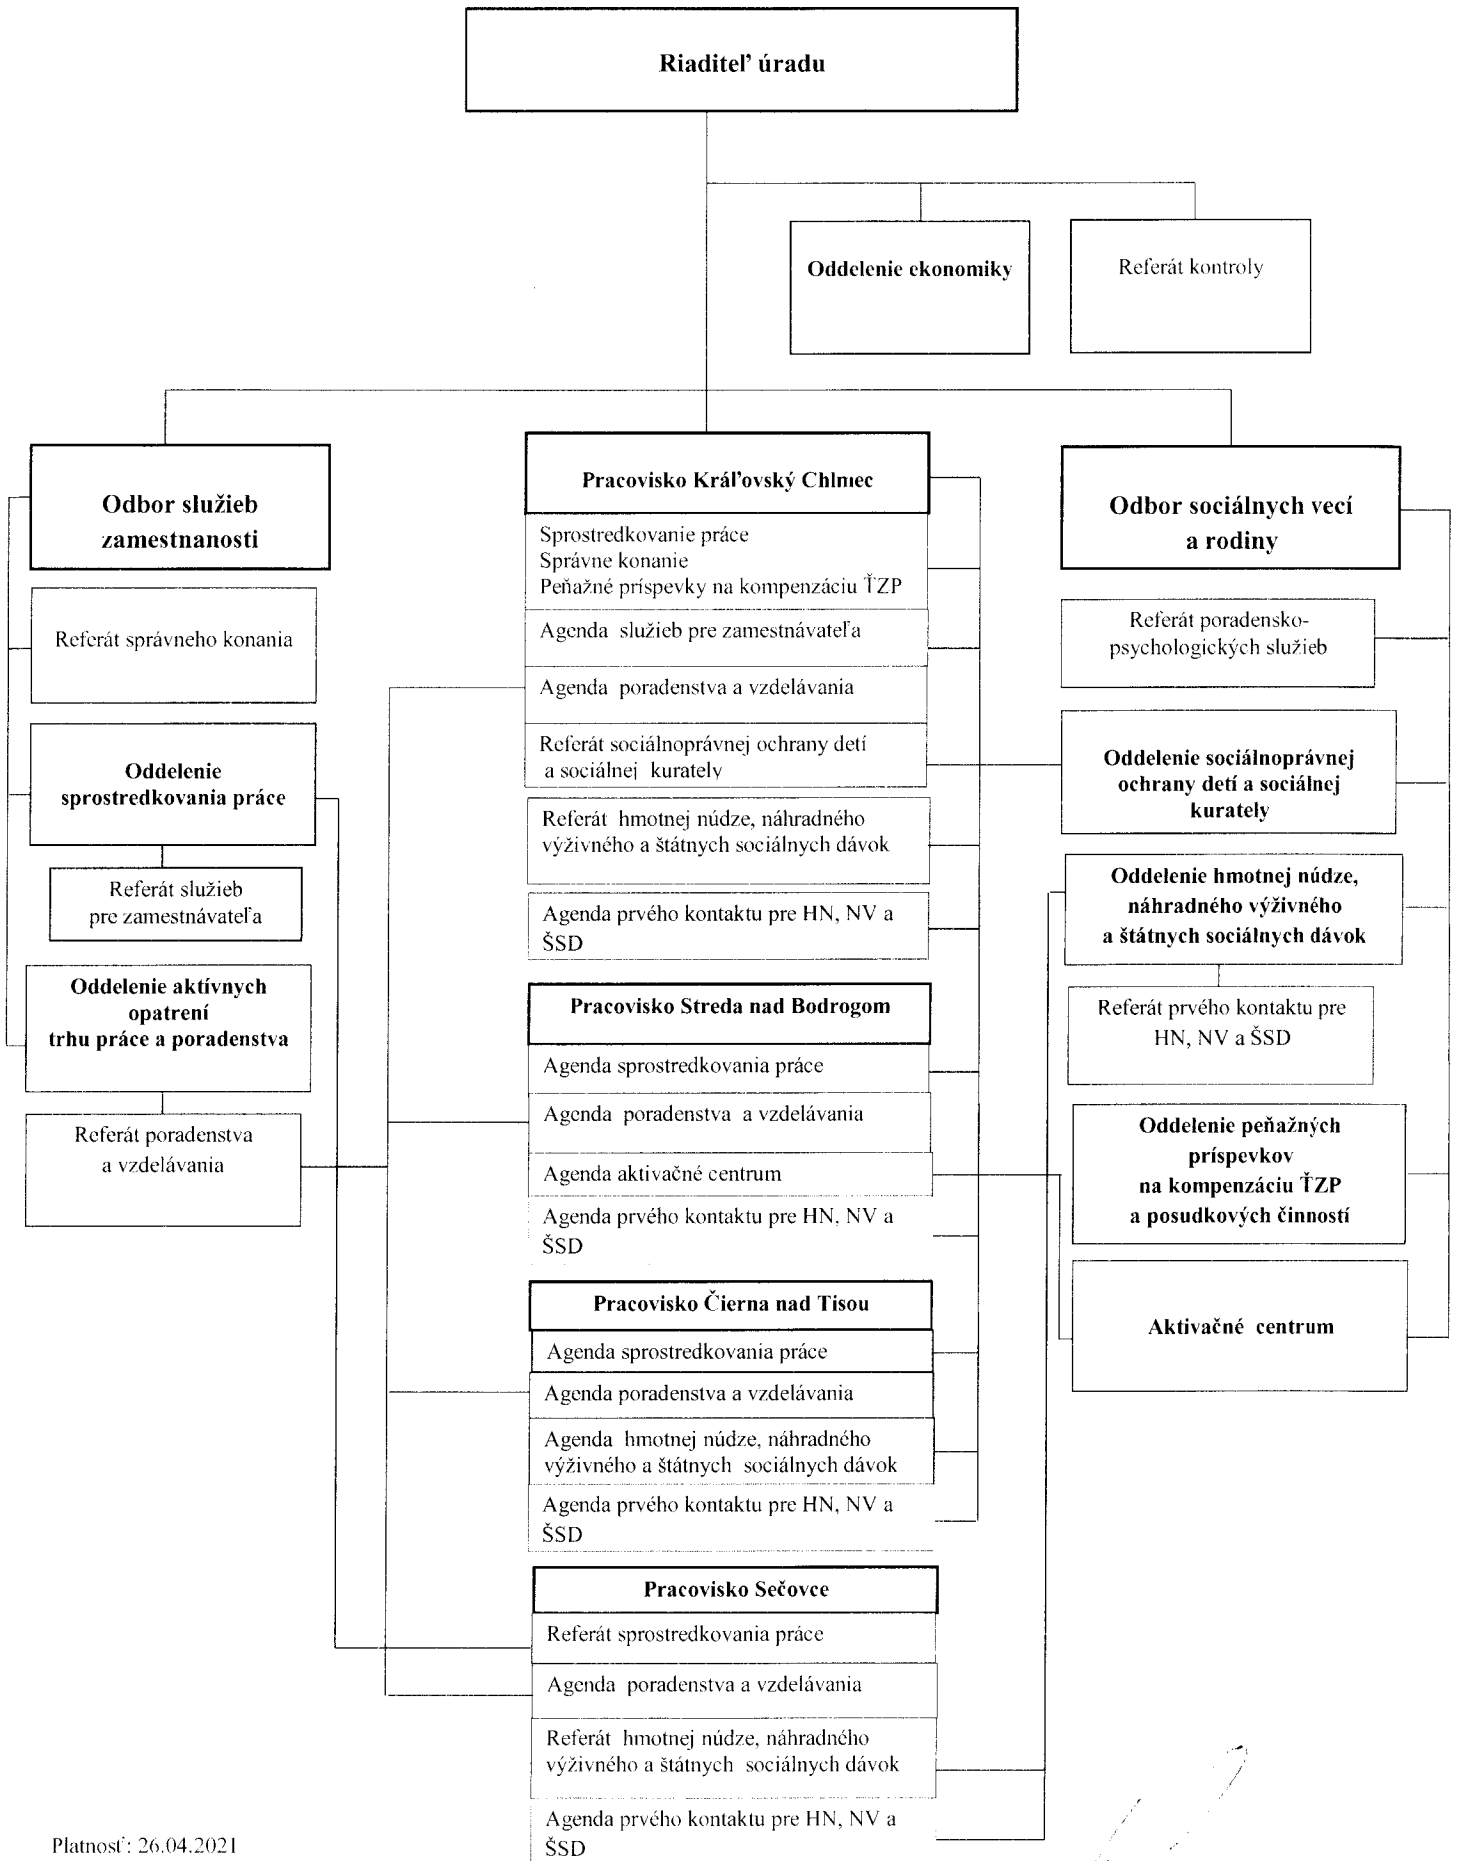 Riaditeľ úradu
Oddelenie ekonomiky
Referát kontroly
Odbor služieb
zamestnanosti
Referát správneho konania
Oddelenie
sprostredkovania práce
Referát služieb
pre zamestnávateľa
Oddelenie aktívnych
opatrení
trhu práce a poradenstva
Referát poradenstva
a vzdelávania
Pracovisko Kráľovský Chlmec
Sprostredkovanie práce
Správne konanie
Peňažné príspevky na kompenzáciu ŤZP
Agenda služieb pre zamestnávateľa
Agenda poradenstva a vzdelávania
Referát sociálnoprávnej ochrany detí
a sociálnej kurately
Referát hmotnej núdze, náhradného
výživného a štátnych sociálnych dávok
Agenda prvého kontaktu pre HN, NV a
ŠSD
Pracovisko Streda nad Bodrogom
Agenda sprostredkovania práce
Agenda poradenstva a vzdelávania
Agenda aktivačné centrum
Agenda prvého kontaktu pre HN, NV a
ŠSD
Pracovisko Čierna nad Tisou
Agenda sprostredkovania práce
Agenda poradenstva a vzdelávania
Agenda hmotnej núdze, náhradného
výživného a štátnych sociálnych dávok
Agenda prvého kontaktu pre HN, NV a
ŠSD
Pracovisko Sečovce
Referát sprostredkovania práce
Agenda poradenstva a vzdelávania
Referát hmotnej núdze, náhradného
výživného a štátnych sociálnych dávok
Agenda prvého kontaktu pre HN, NV a
ŠSD
Odbor sociálnych vecí
a rodiny
Referát poradensko-
psychologických služieb
Oddelenie sociálnoprávnej
ochrany detí a sociálnej
kurately
Oddelenie hmotnej núdze,
náhradného výživného
a štátnych sociálnych dávok
Referát prvého kontaktu pre
HN, NV a ŠSD
Oddelenie peňažných
príspevkov
na kompenzáciu ŤZP
a posudkových činností
Aktivačné centrum
Platnosť: 26.04.2021